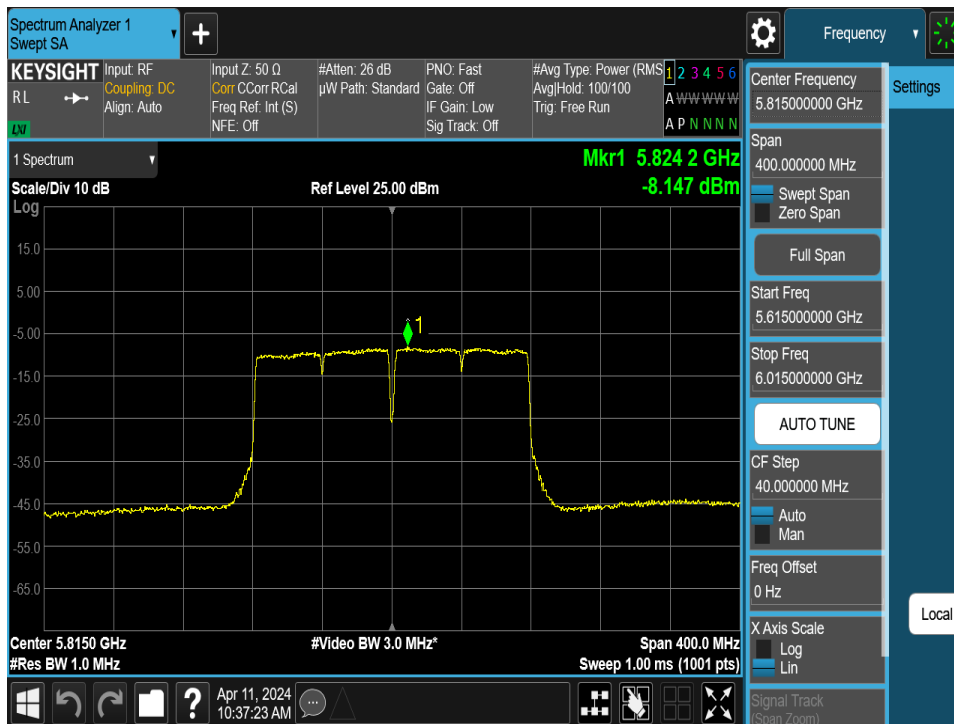 Spectrum Analyzer 1
Swept SA
+
Frequency
KEYSIGHT
RL
LXI
Input: RF
Coupling: DC
Align: Auto
Input Z: 50 Ω
Corr CCorr RCal
Freq Ref: Int (S)
NFE: Off
#Atten: 26 dB
µW Path: Standard
PNO: Fast
Gate: Off
IF Gain: Low
Sig Track: Off
#Avg Type: Power (RMS
Avg|Hold: 100/100
Trig: Free Run
1 2 3 4 5 6
A W W W W W
A P N N N N
1 Spectrum
Mkr1 5.824 2 GHz
-8.147 dBm
Scale/Div 10 dB
Ref Level 25.00 dBm
Log
15.0
5.00
-5.00
-15.0
-25.0
-35.0
-45.0
-55.0
-65.0
1
Center 5.8150 GHz
#Video BW 3.0 MHz*
Span 400.0 MHz
#Res BW 1.0 MHz
Sweep 1.00 ms (1001 pts)
Center Frequency
5.815000000 GHz
Span
400.000000 MHz
Swept Span
Zero Span
Full Span
Start Freq
5.615000000 GHz
Stop Freq
6.015000000 GHz
AUTO TUNE
CF Step
40.000000 MHz
Auto
Man
Freq Offset
0 Hz
X Axis Scale
Log
Lin
Signal Track
(Span Zoom)
Settings
Local
?
Apr 11, 2024
10:37:23 AM